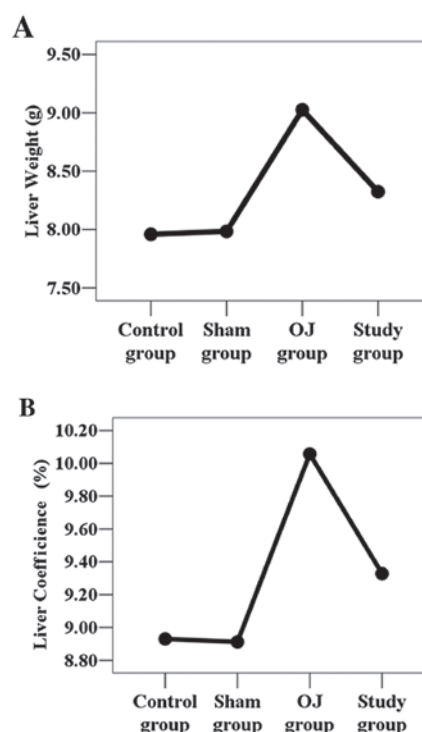 A
Liver Weight (g)
9.50
9.00
8.50
8.00
7.50
Control group
Sham group
OJ group
Study group
B
Liver Coefficience (%)
10.20
10.00
9.80
9.60
9.40
9.20
9.00
8.80
Control group
Sham group
OJ group
Study group